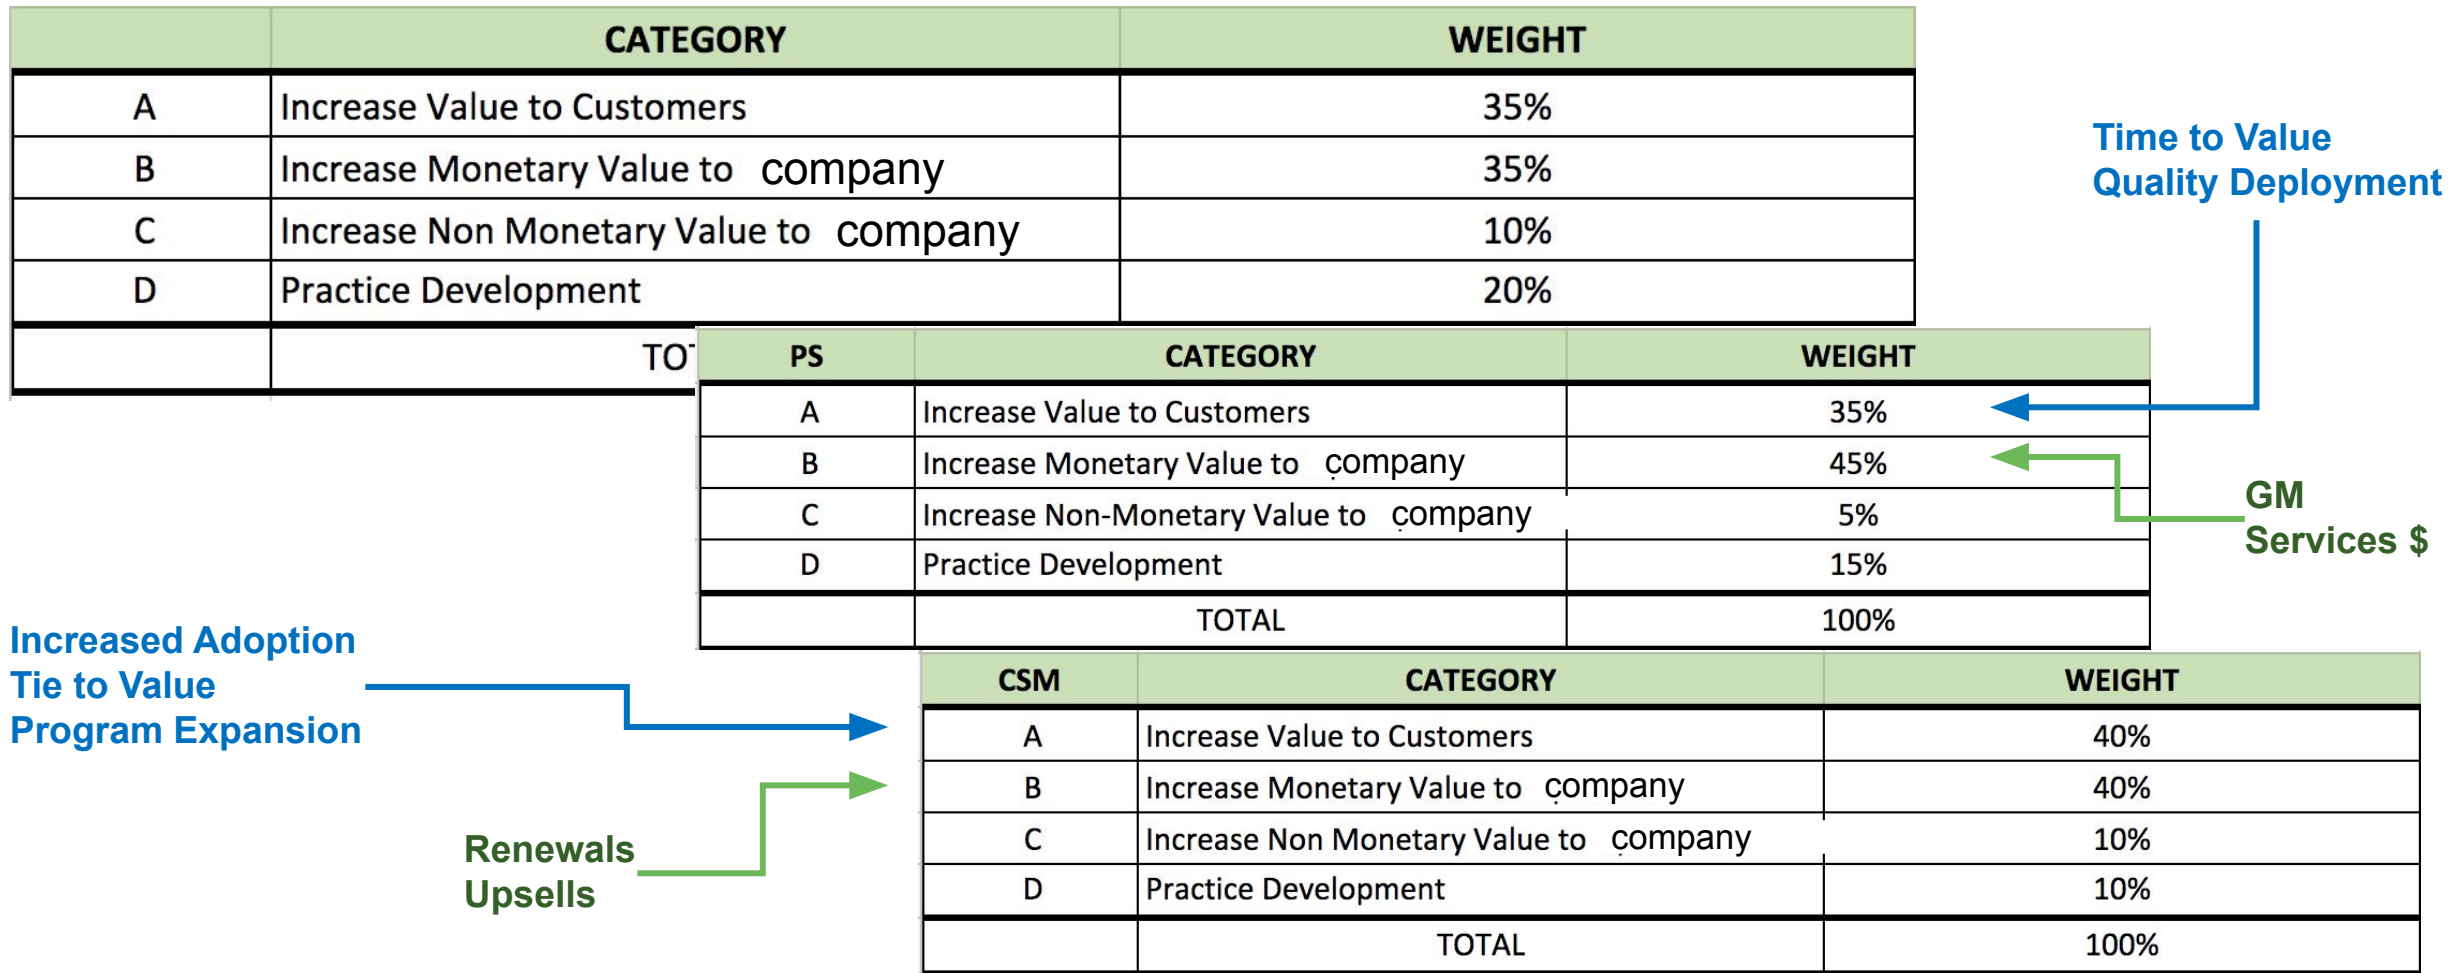 CATEGORY WEIGHT
A Increase Value to Customers 35%
B Increase Monetary Value to company 35%
C Increase Non Monetary Value to company 10%
D Practice Development 20%
Time to Value
Quality Deployment
PS CATEGORY WEIGHT
A Increase Value to Customers 35%
B Increase Monetary Value to company 45%
C Increase Non-Monetary Value to company 5%
D Practice Development 15%
TOTAL 100%
GM
Services $
Increased Adoption
Tie to Value
Program Expansion
Renewals
Upsells
CSM CATEGORY WEIGHT
A Increase Value to Customers 40%
B Increase Monetary Value to company 40%
C Increase Non Monetary Value to company 10%
D Practice Development 10%
TOTAL 100%